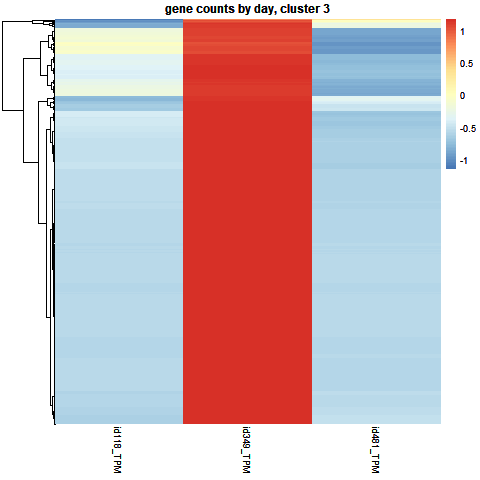 gene counts by day, cluster 3
1
0.5
0
-0.5
-1
id118_TPM
id349_TPM
id481_TPM